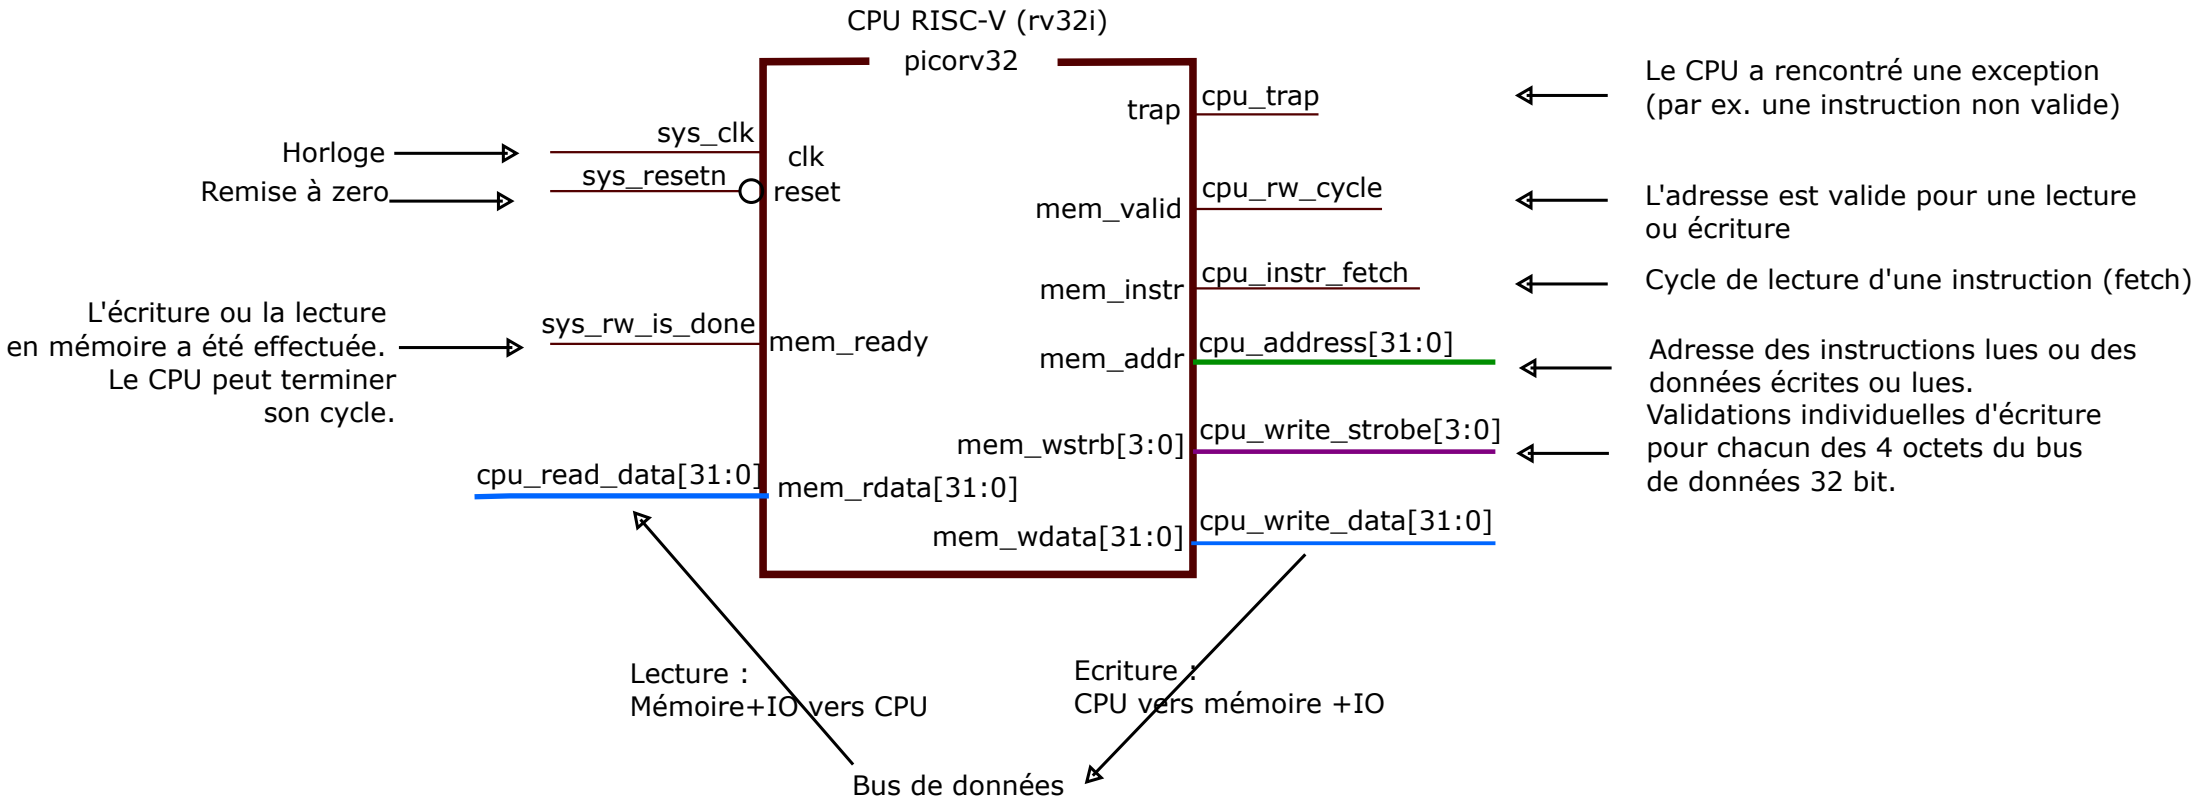 CPU RISC-V (rv32i)
picorv32
trap
cpu_trap
Le CPU a rencontré une exception
(par ex. une instruction non valide)
Horloge
sys_clk
clk
Remise à zero
sys_resetn
reset
mem_valid
cpu_rw_cycle
L'adresse est valide pour une lecture
ou écriture
mem_instr
cpu_instr_fetch
Cycle de lecture d'une instruction (fetch)
L'écriture ou la lecture
en mémoire a été effectuée.
Le CPU peut terminer
son cycle.
sys_rw_is_done
mem_ready
mem_addr
cpu_address[31:0]
Adresse des instructions lues ou des
données écrites ou lues.
mem_wstrb[3:0]
cpu_write_strobe[3:0]
Validations individuelles d'écriture
pour chacun des 4 octets du bus
de données 32 bit.
cpu_read_data[31:0]
mem_rdata[31:0]
mem_wdata[31:0]
cpu_write_data[31:0]
Lecture :
Mémoire+IO vers CPU
Ecriture :
CPU vers mémoire +IO
Bus de données